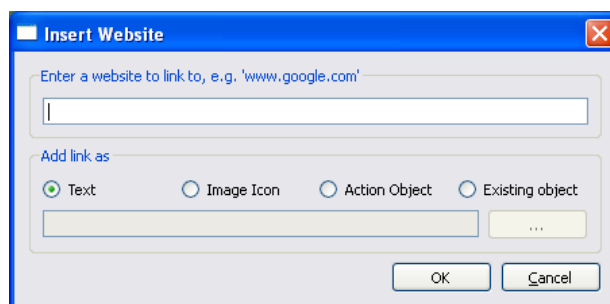 Insert Website
Enter a website to link to, e.g. 'www.google.com'
Add link as
Text Image Icon Action Object Existing object
...
OK Cancel